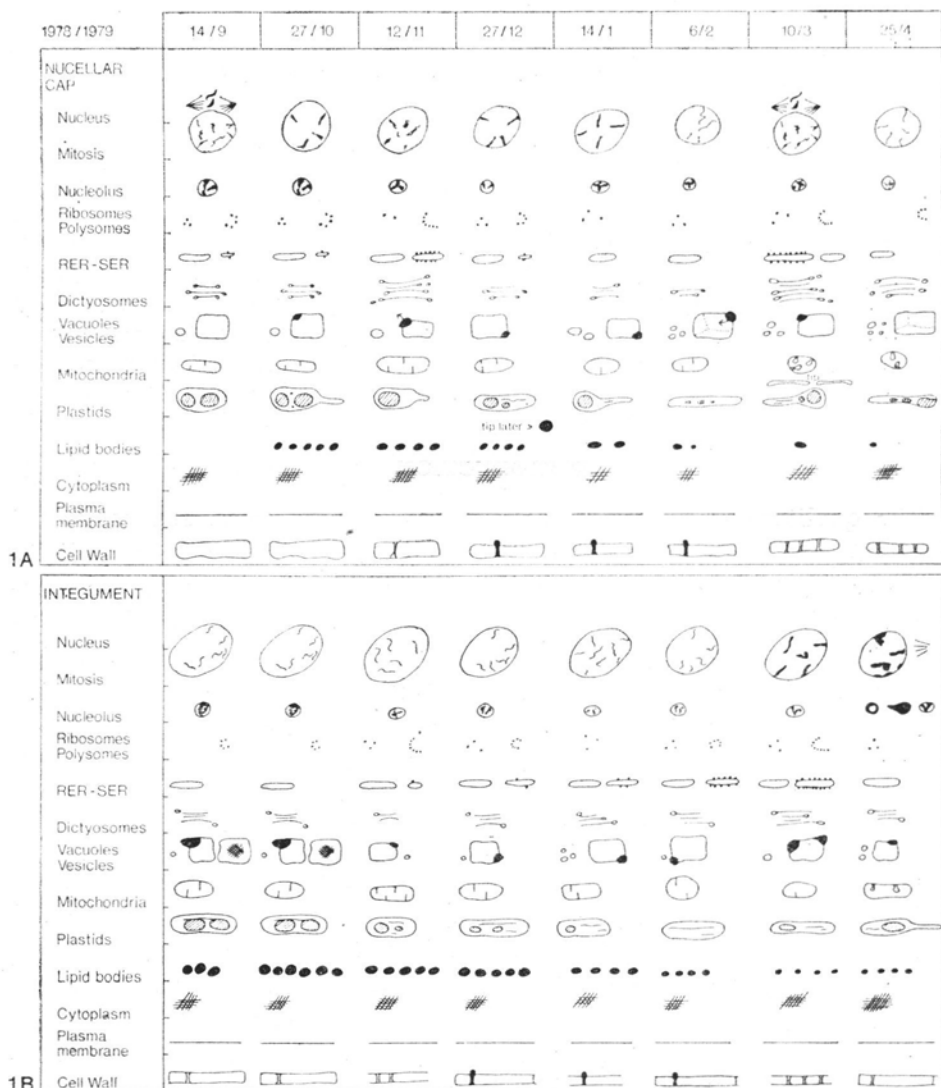 1978/1979 14/9 27/10 12/11 27/12 14/1 6/2 10/3 25/4
NUCELLAR
CAP
Nucleus
Mitosis
Nucleolus
Ribosomes
Polysomes
RER-SER
Dictyosomes
Vacuoles
Vesicles
Mitochondria
Plastids
tip later >
Lipid bodies
Cytoplasm
Plasma
membrane
1A Cell Wall
INTEGUMENT
Nucleus
Mitosis
Nucleolus
Ribosomes
Polysomes
RER-SER
Dictyosomes
Vacuoles
Vesicles
Mitochondria
Plastids
Lipid bodies
Cytoplasm
Plasma
membrane
1B Cell Wall